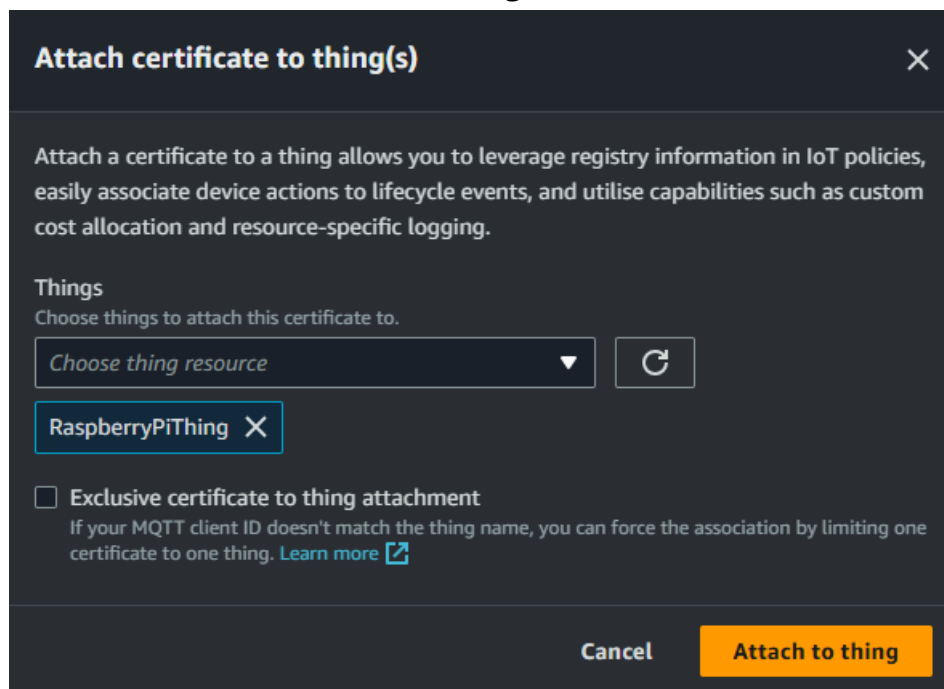 Attach certificate to thing(s)
Attach a certificate to a thing allows you to leverage registry information in IoT policies,
easily associate device actions to lifecycle events, and utilise capabilities such as custom
cost allocation and resource-specific logging.
Things
Choose things to attach this certificate to.
Choose thing resource
RaspberryPiThing
Exclusive certificate to thing attachment
If your MQTT client ID doesn't match the thing name, you can force the association by limiting one
certificate to one thing. Learn more
Cancel
Attach to thing